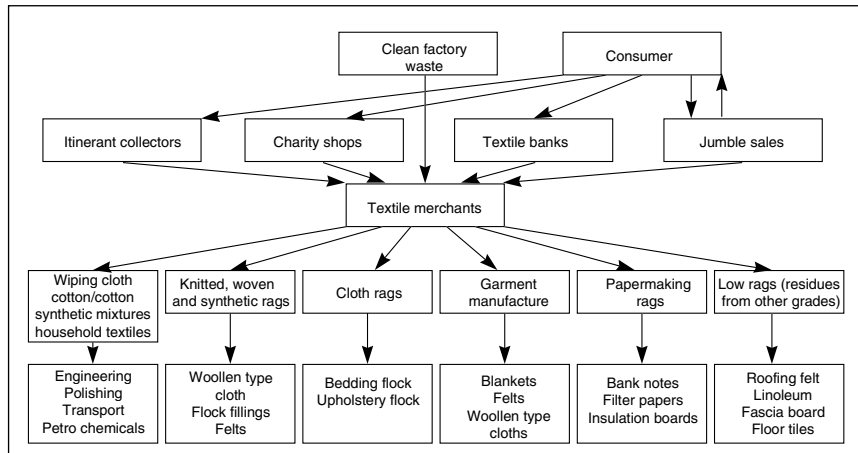 Clean factory
waste
Consumer
Itinerant collectors
Charity shops
Textile banks
Jumble sales
Textile merchants
Wiping cloth
cotton/cotton
synthetic mixtures
household textiles
Knitted, woven
and synthetic rags
Cloth rags
Garment
manufacture
Papermaking
rags
Low rags (residues
from other grades)
Engineering
Polishing
Transport
Petro chemicals
Woollen type
cloth
Flock fillings
Felts
Bedding flock
Upholstery flock
Blankets
Felts
Woollen type
cloths
Bank notes
Filter papers
Insulation boards
Roofing felt
Linoleum
Fascia board
Floor tiles